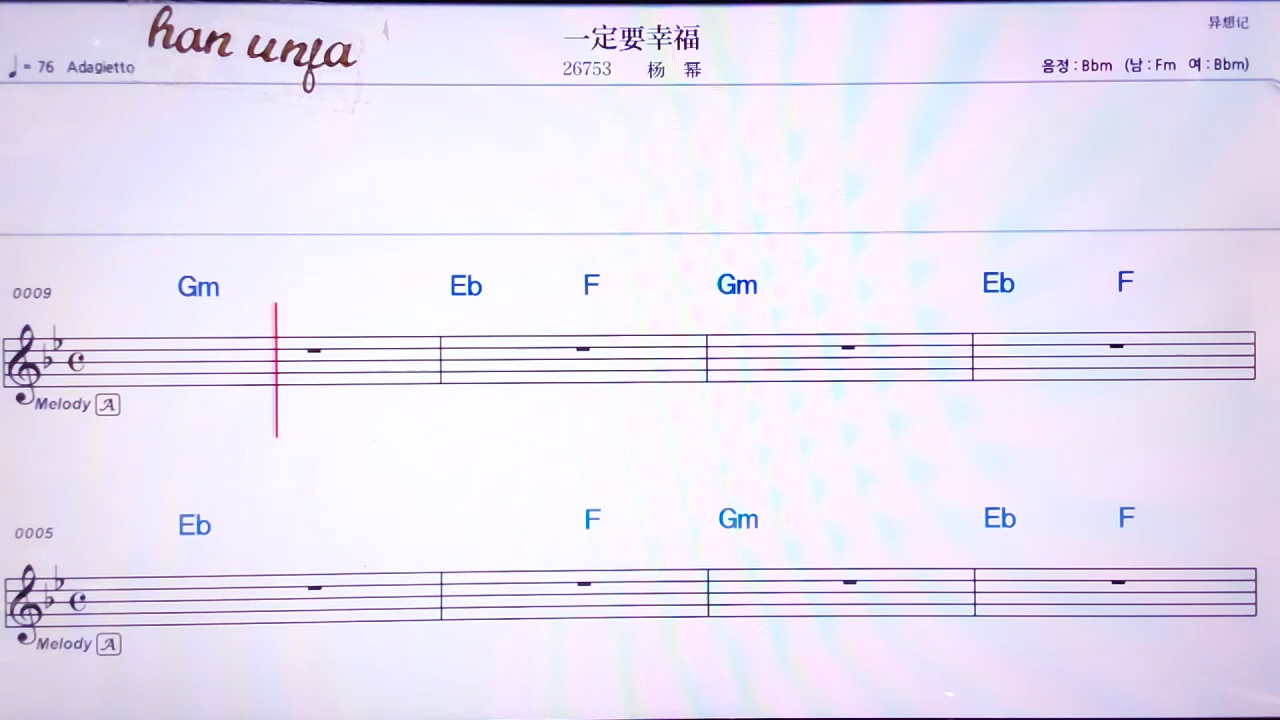 han unfa
一定要幸福
异想记
♩= 76 Adagietto
26753 杨 幂
음정 : Bbm (남 : Fm 여 : Bbm)
Gm Eb F Gm Eb F
0009
Melody A
Eb F Gm Eb F
0005
Melody A